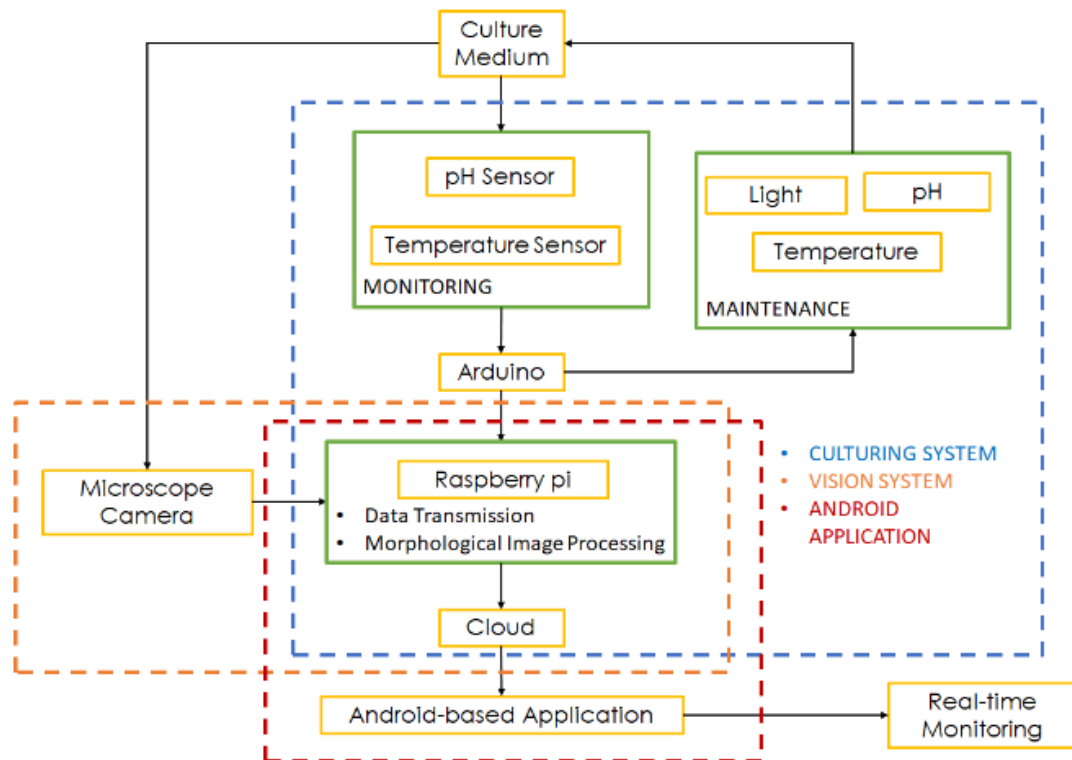 Culture
Medium
pH Sensor
Temperature Sensor
MONITORING
Light
pH
Temperature
MAINTENANCE
Arduino
Microscope
Camera
Raspberry pi
• Data Transmission
• Morphological Image Processing
• CULTURING SYSTEM
• VISION SYSTEM
• ANDROID
APPLICATION
Cloud
Android-based Application
Real-time
Monitoring